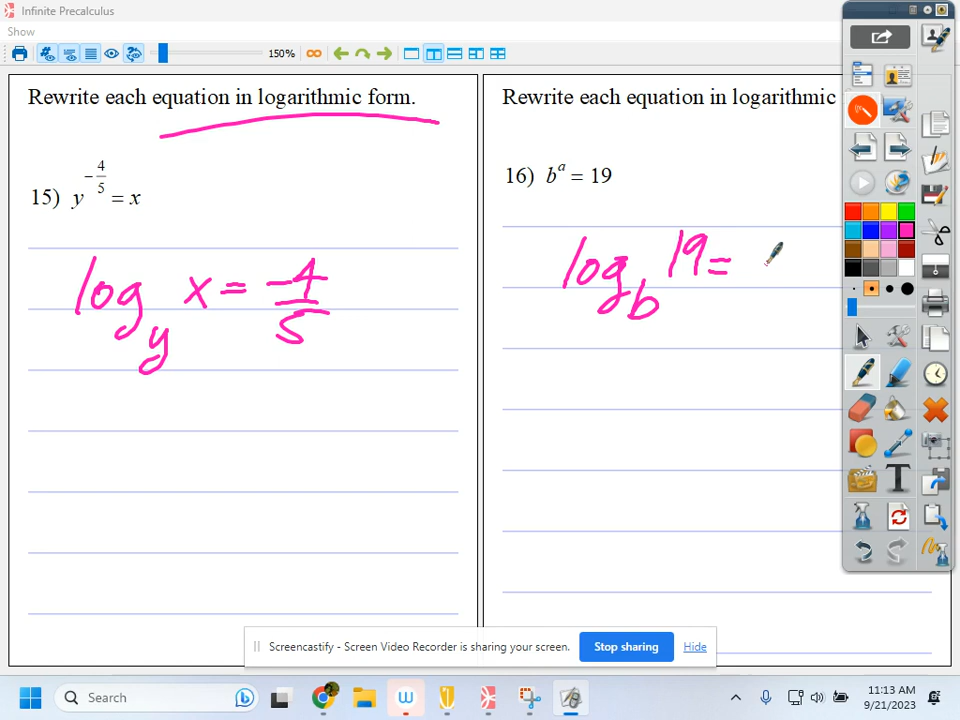 Infinite Precalculus
Show
150%
Rewrite each equation in logarithmic form.
15) y^(-4/5) = x
log_y x = -4/5
Rewrite each equation in logarithmic
16) b^a = 19
log_b 19 =
Screencastify - Screen Video Recorder is sharing your screen.
Stop sharing
Hide
Search
11:13 AM
9/21/2023